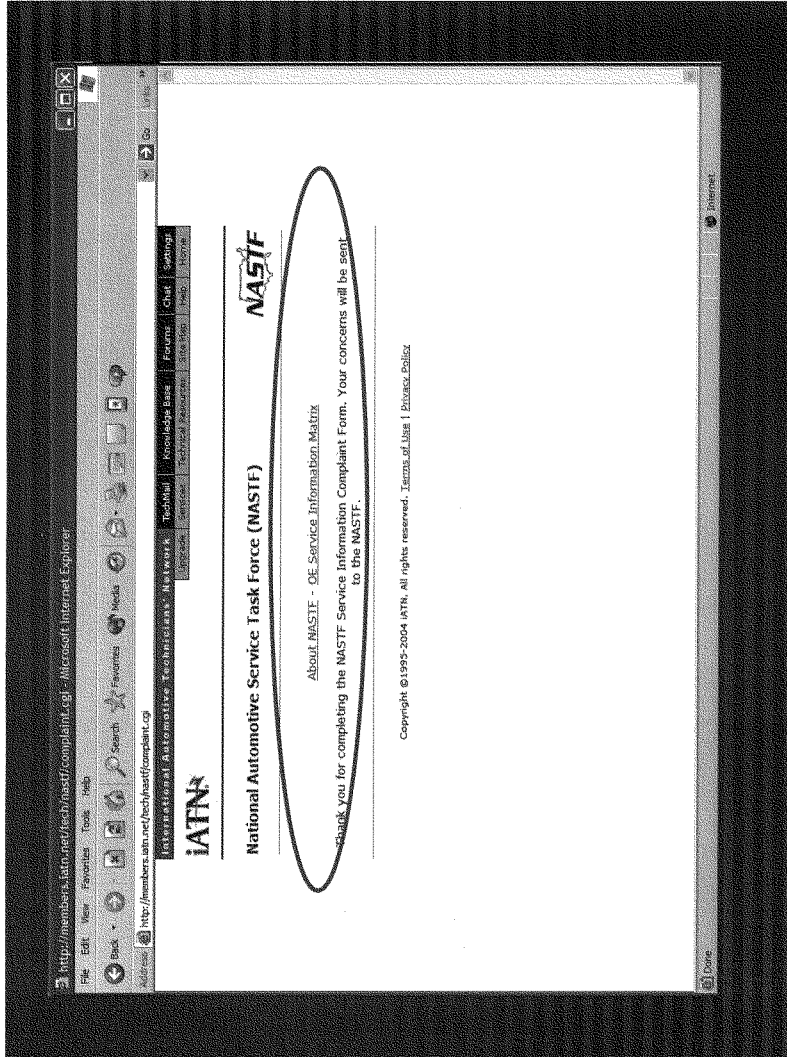 http://members.iatn.net/tech/nastf/complaint.cgi - Microsoft Internet Explorer
File Edit View Favorites Tools Help
Back Search Favorites Media
Address http://members.iatn.net/tech/nastf/complaint.cgi Go Links »
International Automotive Technicians' Network TechMail Knowledge Base Forums Chat Settings
Upgrade Services Technical Resources Site Map Help Home
iATN
National Automotive Service Task Force (NASTF)
NASTF
About NASTF - OE Service Information Matrix
Thank you for completing the NASTF Service Information Complaint Form. Your concerns will be sent
to the NASTF.
Copyright ©1995-2004 iATN, All rights reserved. Terms of Use | Privacy Policy
Done Internet